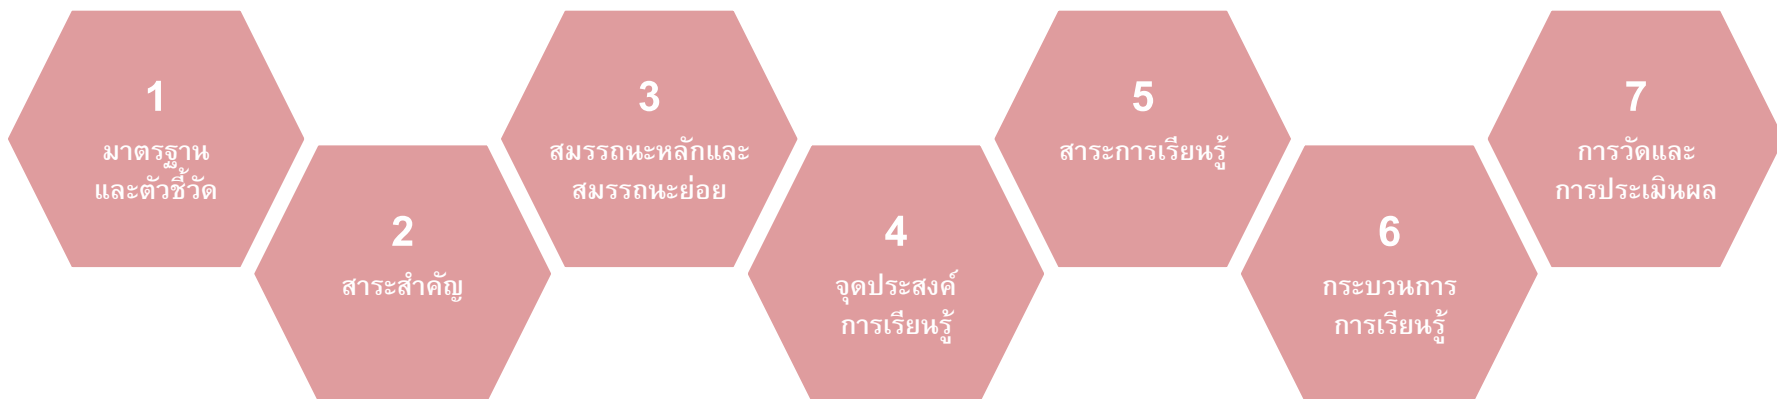 1
มาตรฐาน
และตัวชี้วัด
2
สาระสำคัญ
3
สมรรถนะหลักและ
สมรรถนะย่อย
4
จุดประสงค์
การเรียนรู้
5
สาระการเรียนรู้
6
กระบวนการ
การเรียนรู้
7
การวัดและ
การประเมินผล